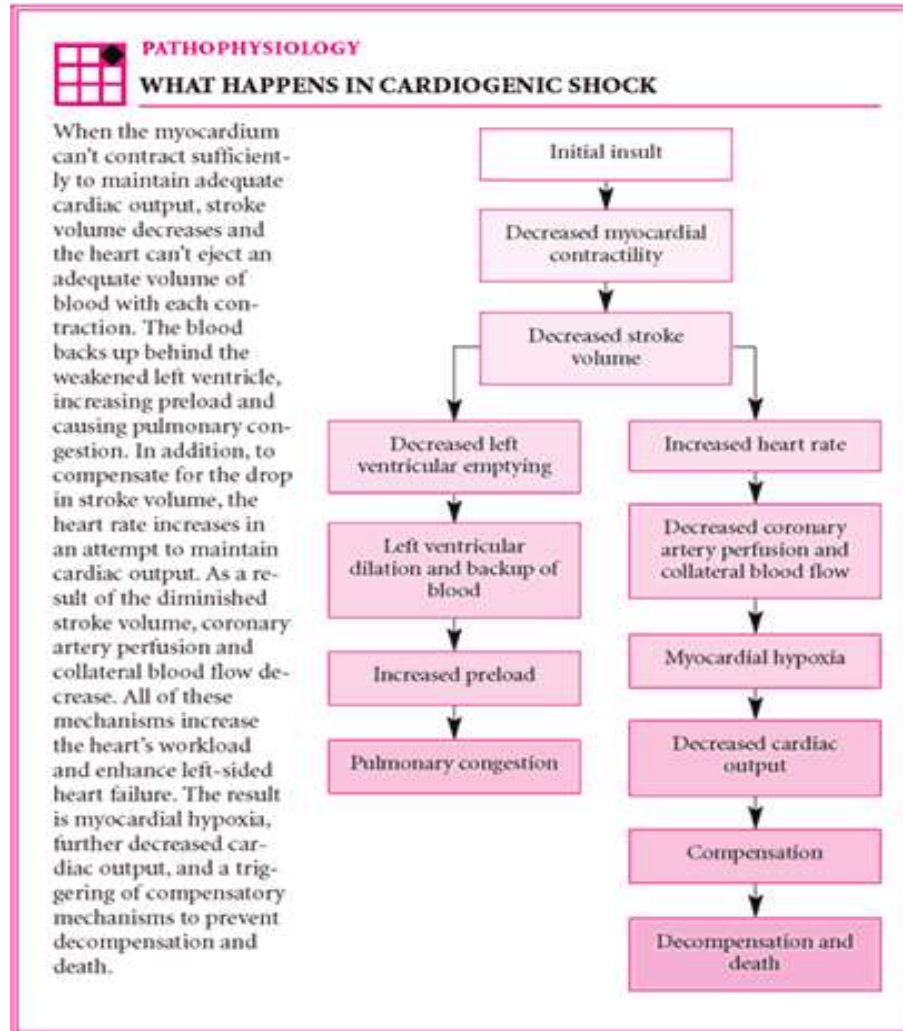 PATHOPHYSIOLOGY
WHAT HAPPENS IN CARDIOGENIC SHOCK
When the myocardium
can't contract sufficient-
ly to maintain adequate
cardiac output, stroke
volume decreases and
the heart can't eject an
adequate volume of
blood with each con-
traction. The blood
backs up behind the
weakened left ventricle,
increasing preload and
causing pulmonary con-
gestion. In addition, to
compensate for the drop
in stroke volume, the
heart rate increases in
an attempt to maintain
cardiac output. As a re-
sult of the diminished
stroke volume, coronary
artery perfusion and
collateral blood flow de-
crease. All of these
mechanisms increase
the heart's workload
and enhance left-sided
heart failure. The result
is myocardial hypoxia,
further decreased car-
diac output, and a trig-
gering of compensatory
mechanisms to prevent
decompensation and
death.
Initial insult
Decreased myocardial
contractility
Decreased stroke
volume
Decreased left
ventricular emptying
Left ventricular
dilation and backup of
blood
Increased preload
Pulmonary congestion
Increased heart rate
Decreased coronary
artery perfusion and
collateral blood flow
Myocardial hypoxia
Decreased cardiac
output
Compensation
Decompensation and
death